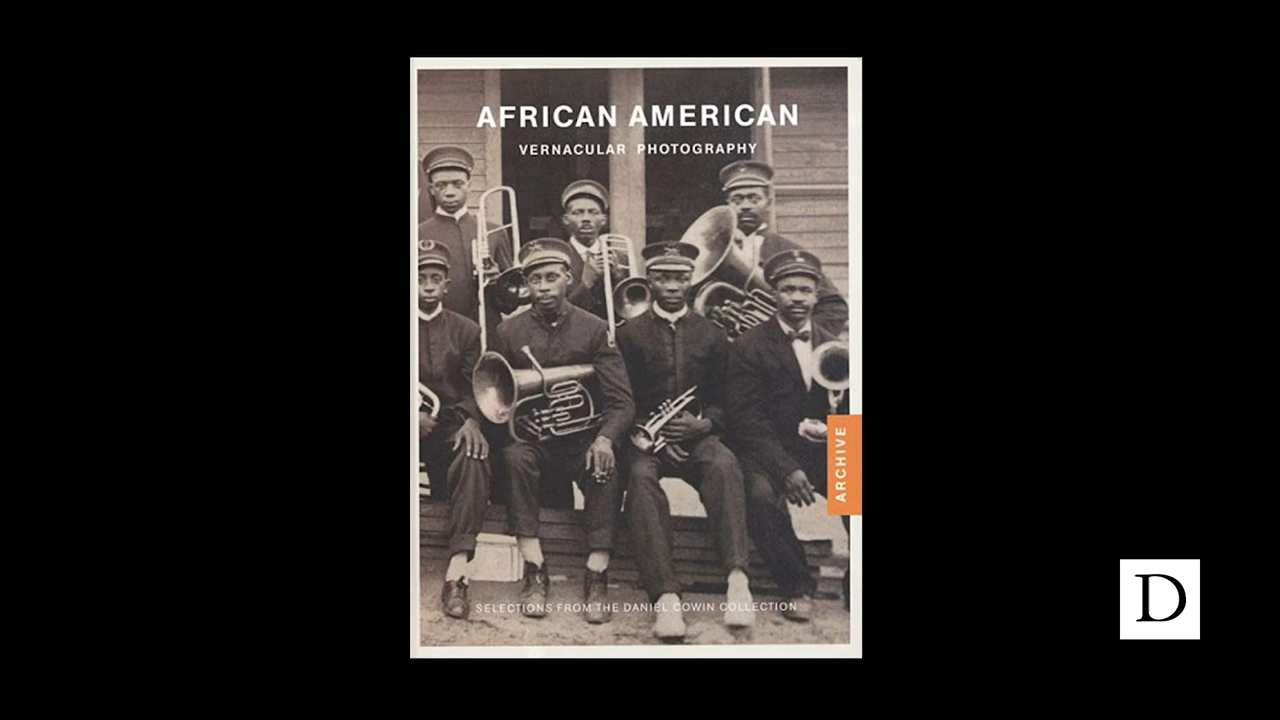 AFRICAN AMERICAN
VERNACULAR PHOTOGRAPHY
ARCHIVE
SELECTIONS FROM THE DANIEL COWIN COLLECTION
D